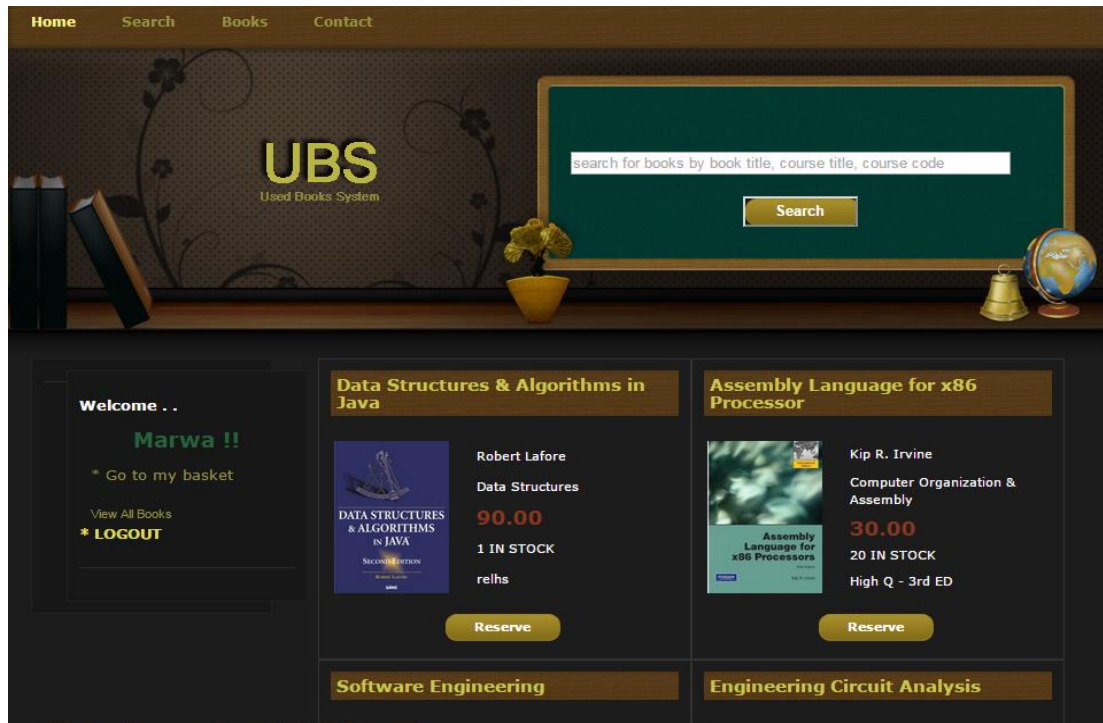 Home Search Books Contact
UBS
Used Books System
search for books by book title, course title, course code
Search
Welcome . .
Marwa !!
* Go to my basket
View All Books
* LOGOUT
Data Structures & Algorithms in
Java
DATA STRUCTURES
& ALGORITHMS
IN JAVA
SECOND EDITION
ROBERT LAFORE
Robert Lafore
Data Structures
90.00
1 IN STOCK
relhs
Reserve
Assembly Language for x86
Processor
Assembly
Language for
x86 Processors
Kip R. Irvine
Computer Organization &
Assembly
30.00
20 IN STOCK
High Q - 3rd ED
Reserve
Software Engineering
Engineering Circuit Analysis